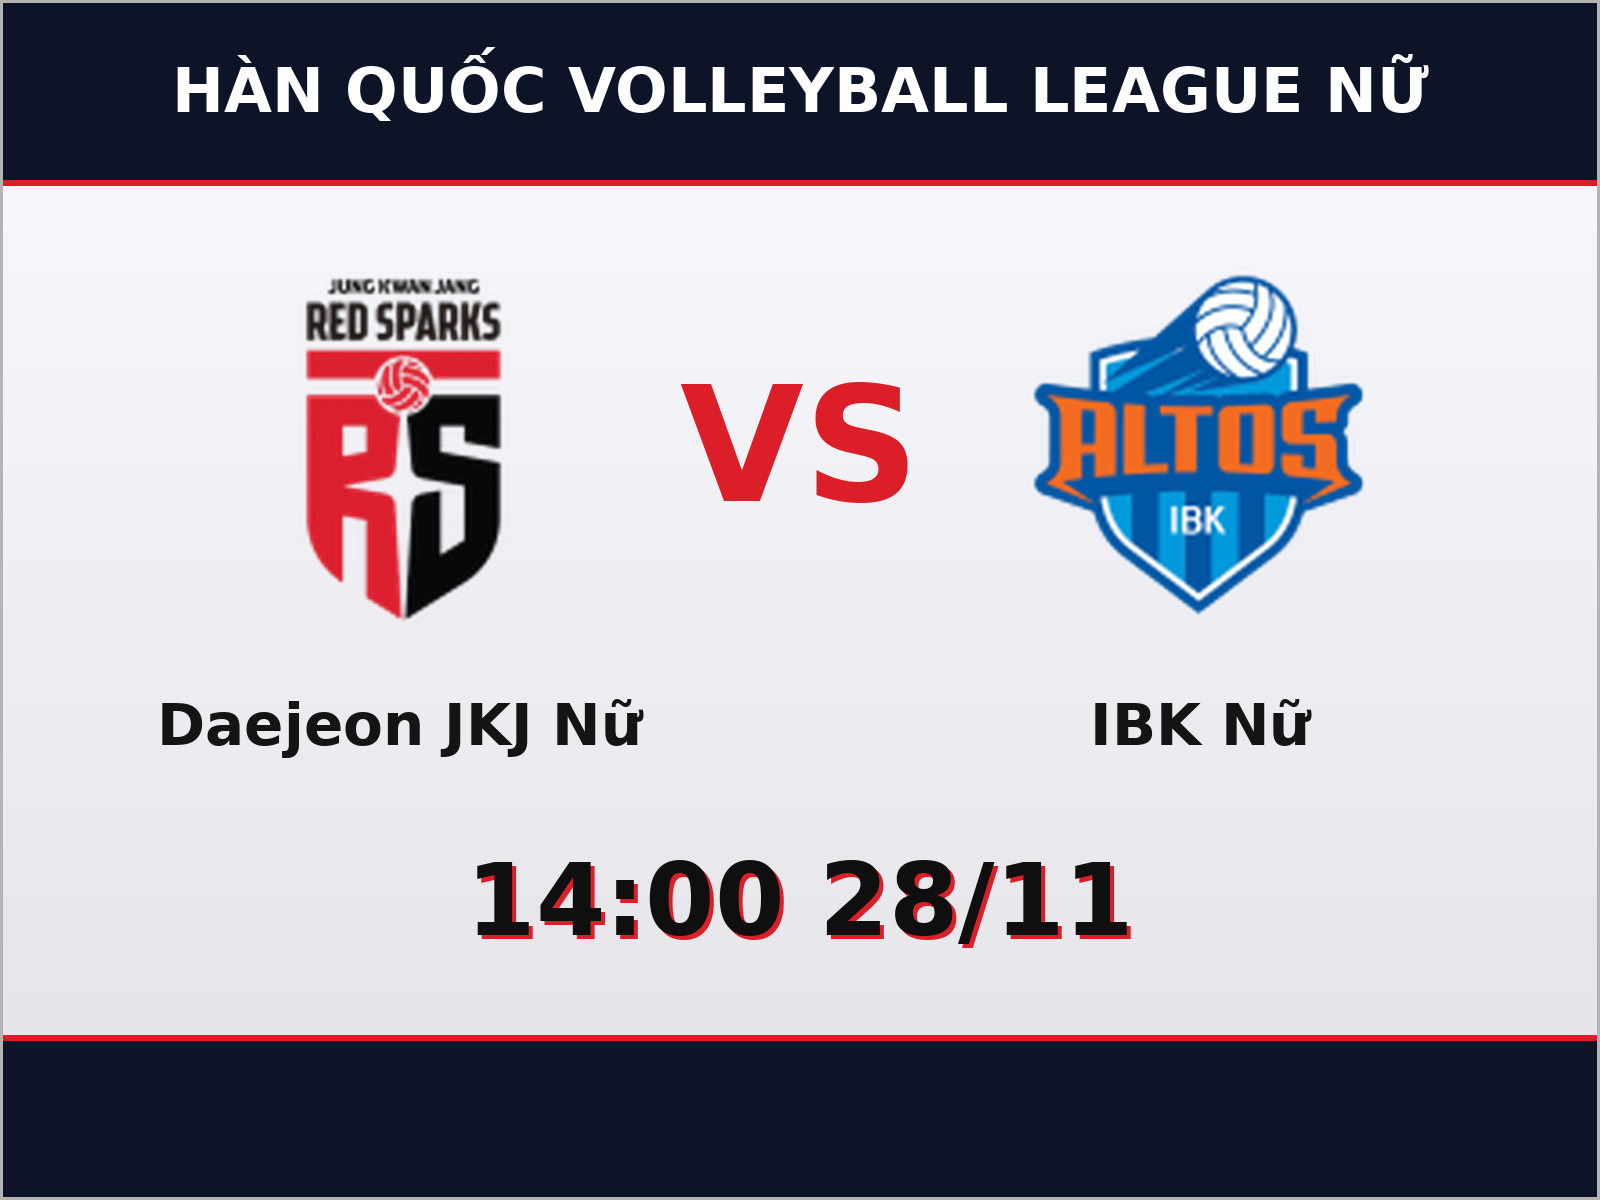 HÀN QUỐC VOLLEYBALL LEAGUE NỮ
JUNG KWAN JANG
RED SPARKS
RS
VS
ALTOS
IBK
Daejeon JKJ Nữ
IBK Nữ
14:00 28/11